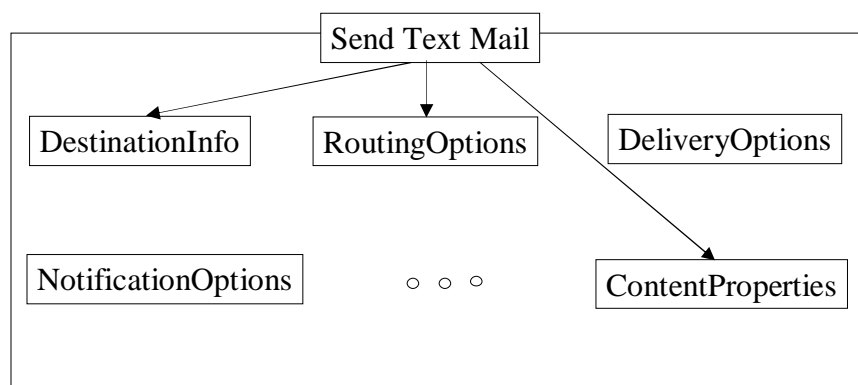 Send Text Mail
DestinationInfo
RoutingOptions
DeliveryOptions
NotificationOptions
ContentProperties